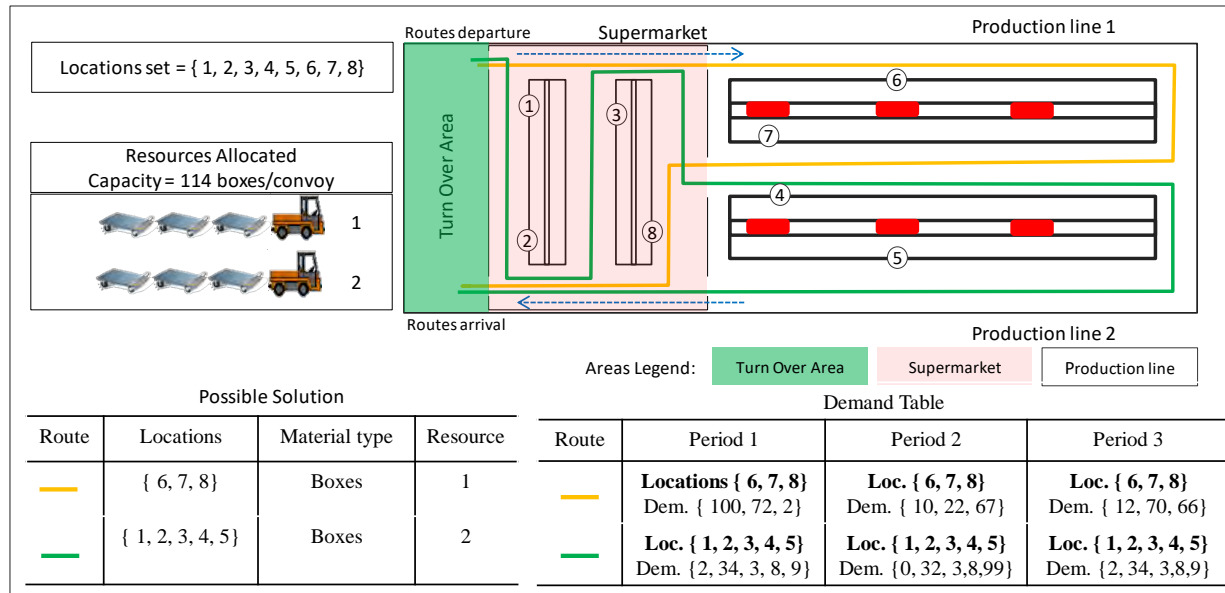 Routes departure
Supermarket
Production line 1
Locations set = { 1, 2, 3, 4, 5, 6, 7, 8}
Resources Allocated
Capacity = 114 boxes/convoy
1
2
Turn Over Area
1
2
3
8
6
7
4
5
Routes arrival
Production line 2
Areas Legend:
Turn Over Area
Supermarket
Production line
Possible Solution
Route Locations Material type Resource
{ 6, 7, 8} Boxes 1
{ 1, 2, 3, 4, 5} Boxes 2
Demand Table
Route Period 1 Period 2 Period 3
Locations { 6, 7, 8} Loc. { 6, 7, 8} Loc. { 6, 7, 8}
Dem. { 100, 72, 2} Dem. { 10, 22, 67} Dem. { 12, 70, 66}
Loc. { 1, 2, 3, 4, 5} Loc. { 1, 2, 3, 4, 5} Loc. { 1, 2, 3, 4, 5}
Dem. {2, 34, 3, 8, 9} Dem. {0, 32, 3,8,99} Dem. {2, 34, 3,8,9}